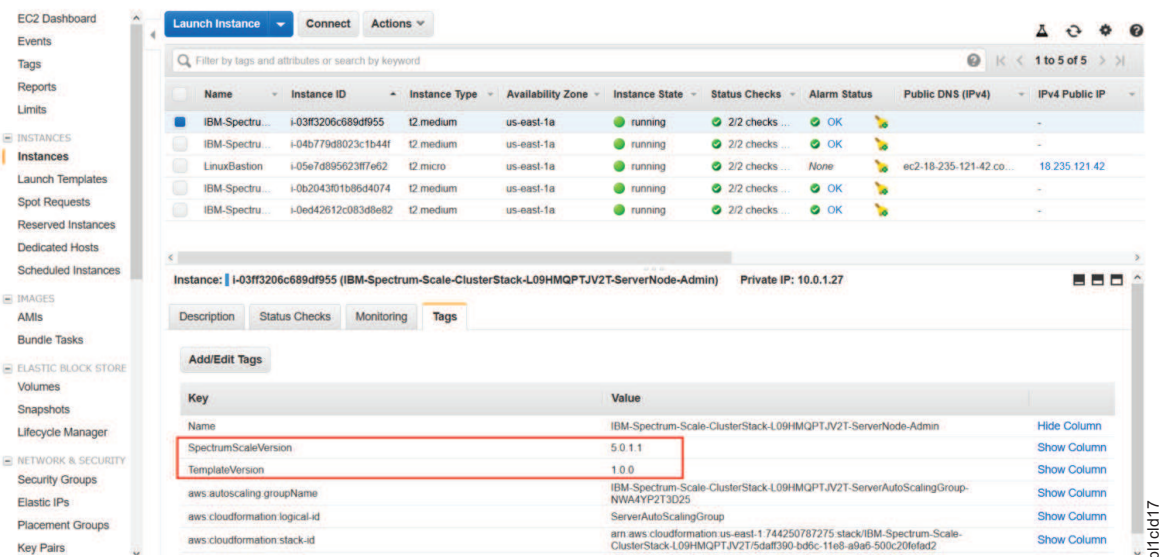 EC2 Dashboard
Events
Tags
Reports
Limits
INSTANCES
Instances
Launch Templates
Spot Requests
Reserved Instances
Dedicated Hosts
Scheduled Instances
IMAGES
AMIs
Bundle Tasks
ELASTIC BLOCK STORE
Volumes
Snapshots
Lifecycle Manager
NETWORK & SECURITY
Security Groups
Elastic IPs
Placement Groups
Key Pairs
Launch Instance Connect Actions
Filter by tags and attributes or search by keyword 1 to 5 of 5
Name Instance ID Instance Type Availability Zone Instance State Status Checks Alarm Status Public DNS (IPv4) IPv4 Public IP
IBM-Spectru... i-03ff3206c689df955 t2.medium us-east-1a running 2/2 checks ... OK -
IBM-Spectru... i-04b779d8023c1b44f t2.medium us-east-1a running 2/2 checks ... OK -
LinuxBastion i-05e7d895623ff7e62 t2.micro us-east-1a running 2/2 checks ... None ec2-18-235-121-42.co... 18.235.121.42
IBM-Spectru... i-0b2043f01b86d4074 t2.medium us-east-1a running 2/2 checks ... OK -
IBM-Spectru... i-0ed42612c083d8e82 t2.medium us-east-1a running 2/2 checks ... OK -
Instance: i-03ff3206c689df955 (IBM-Spectrum-Scale-ClusterStack-L09HMQPTJV2T-ServerNode-Admin) Private IP: 10.0.1.27
Description Status Checks Monitoring Tags
Add/Edit Tags
Key Value
Name IBM-Spectrum-Scale-ClusterStack-L09HMQPTJV2T-ServerNode-Admin Hide Column
SpectrumScaleVersion 5.0.1.1 Show Column
TemplateVersion 1.0.0 Show Column
aws:autoscaling:groupName IBM-Spectrum-Scale-ClusterStack-L09HMQPTJV2T-ServerAutoScalingGroup- Show Column
NWA4YP2T3D25
aws:cloudformation:logical-id ServerAutoScalingGroup Show Column
aws:cloudformation:stack-id arn:aws:cloudformation:us-east-1:744250787275:stack/IBM-Spectrum-Scale- Show Column
ClusterStack-L09HMQPTJV2T/5daff390-bd6c-11e8-a9a6-500c20fefad2